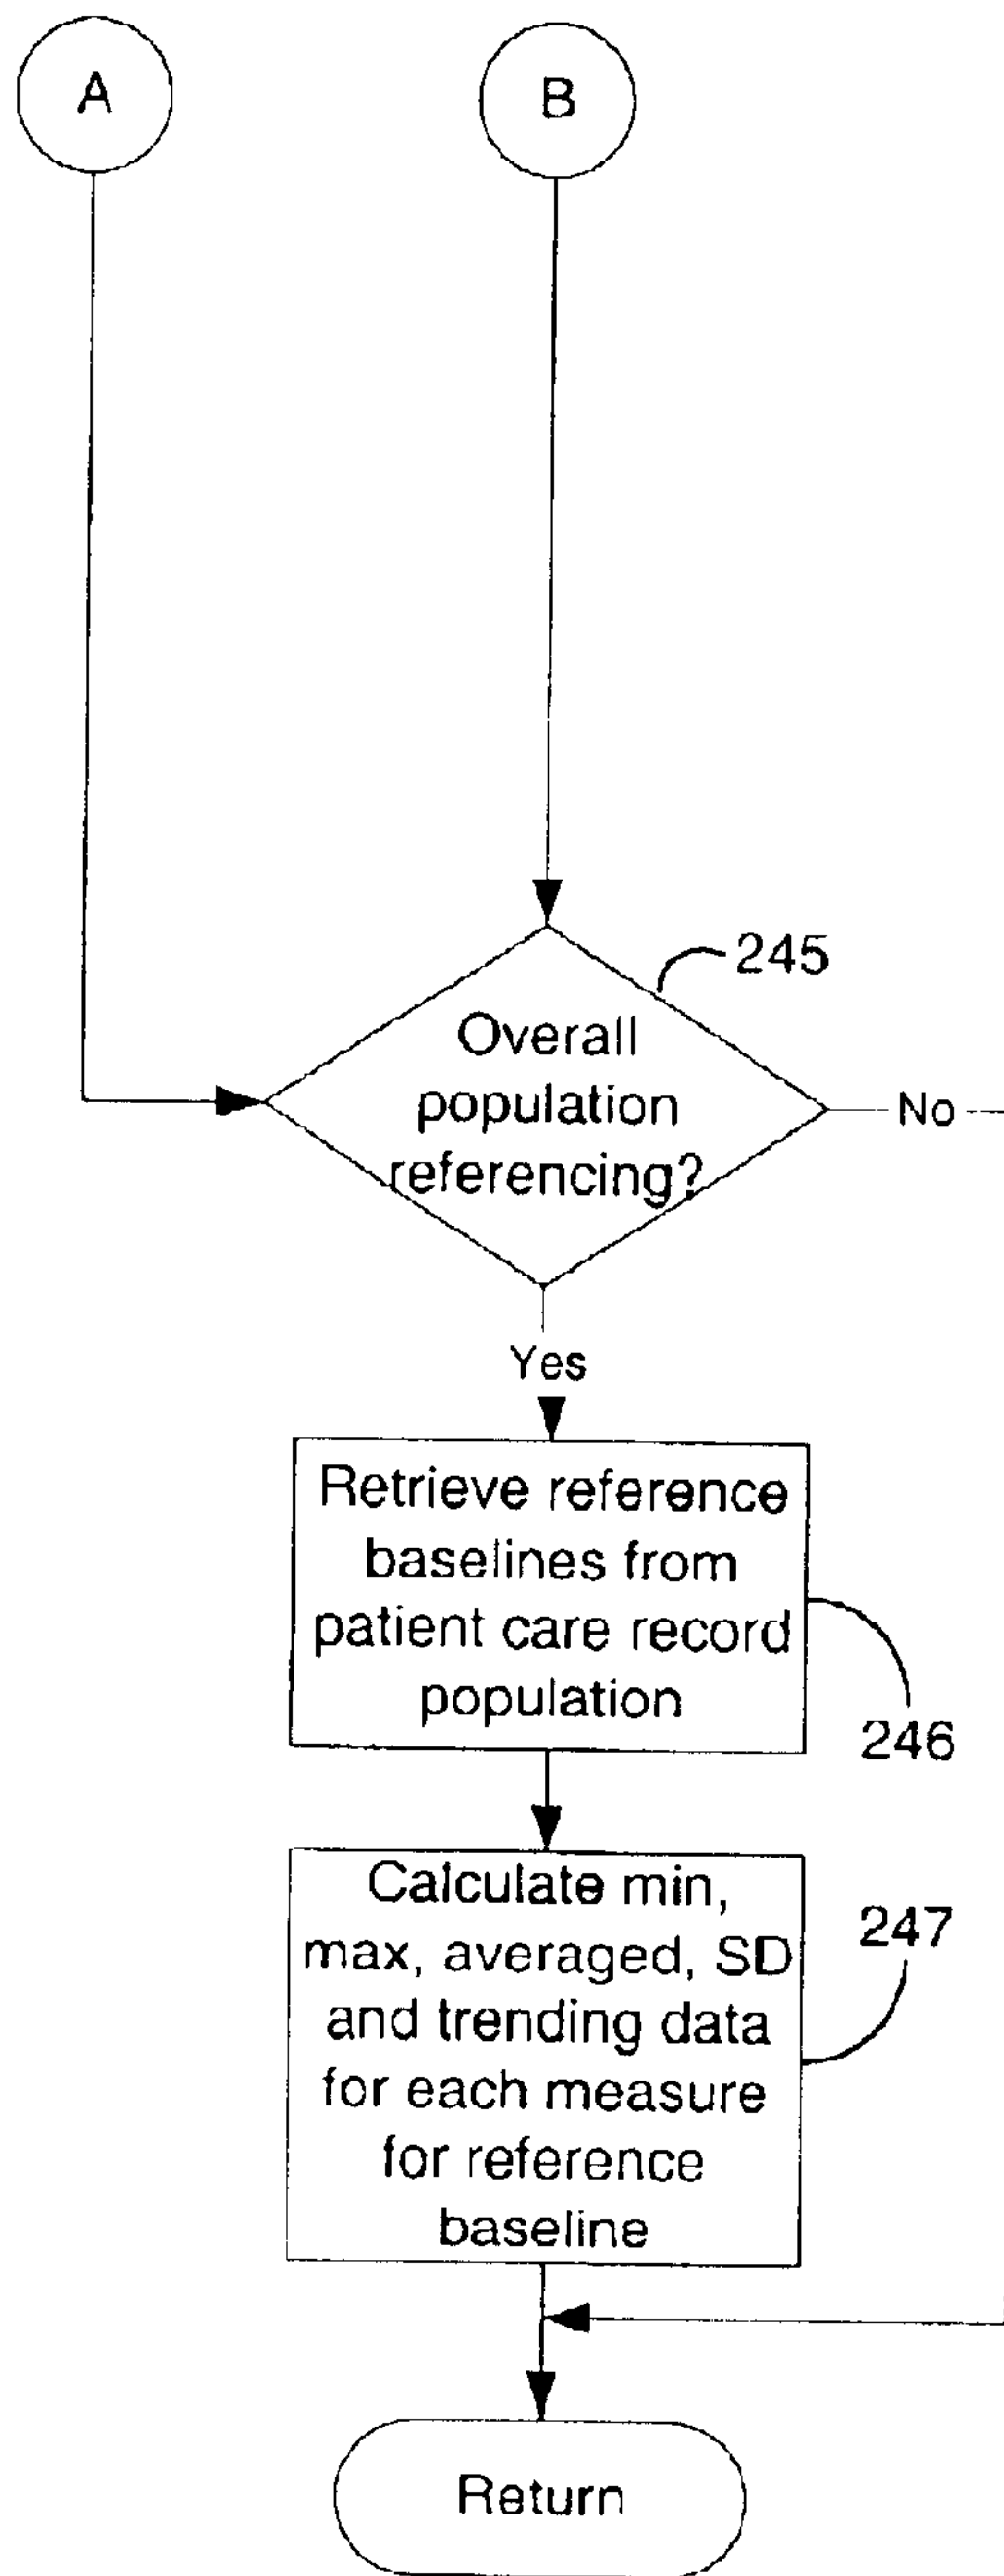 A
B
245
Overall
population
referencing?
No
Yes
Retrieve reference
baselines from
patient care record
population
246
Calculate min,
max, averaged, SD
and trending data
for each measure
for reference
baseline
247
Return